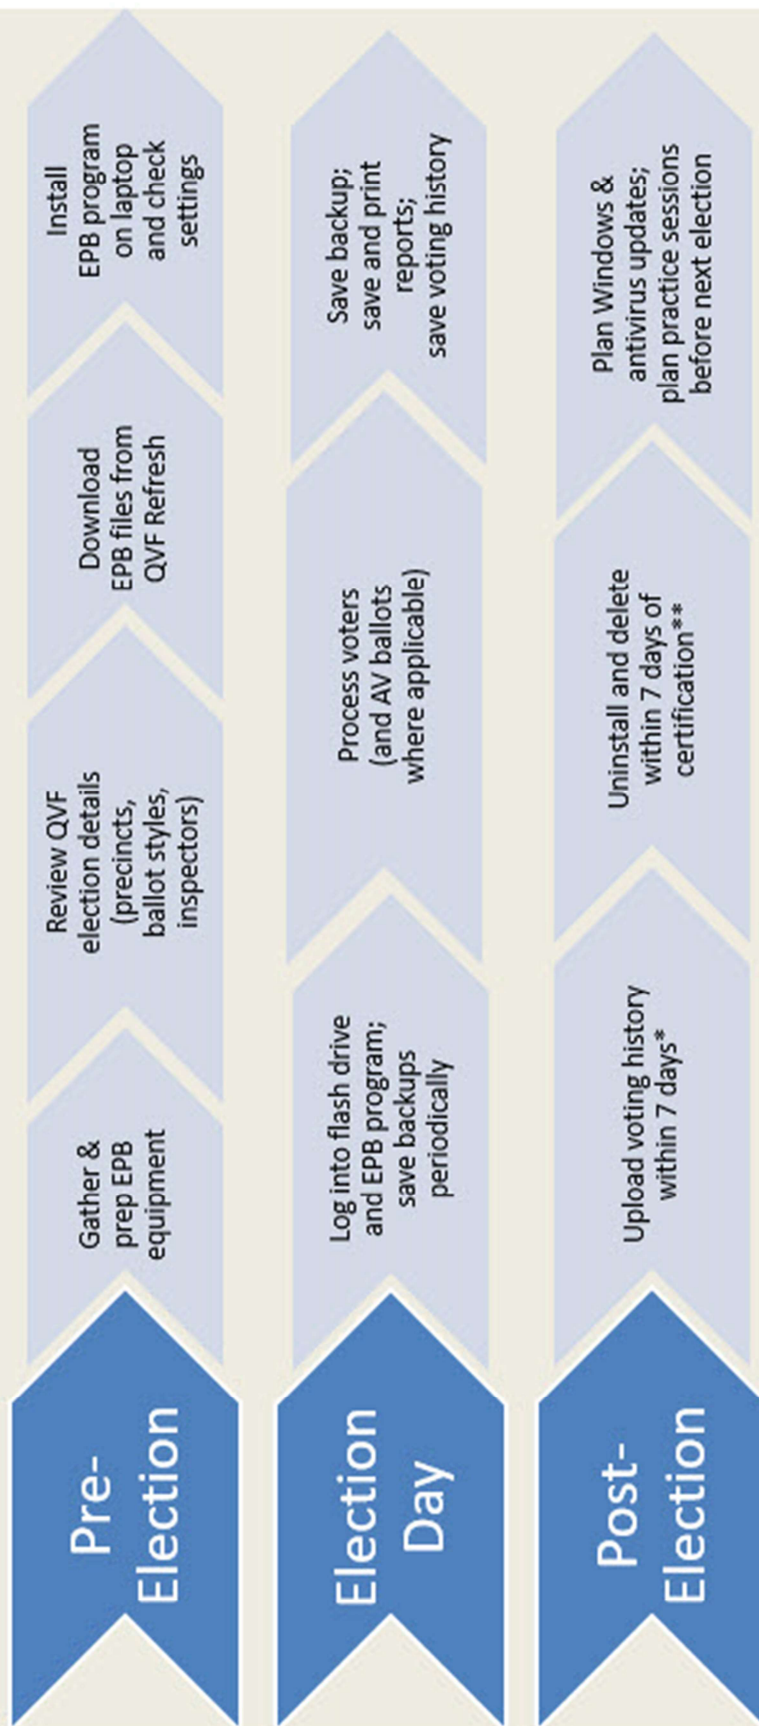 Pre-
Election
Gather &
prep EPB
equipment
Review QVF
election details
(precincts,
ballot styles,
inspectors)
Download
EPB files from
QVF Refresh
Install
EPB program
on laptop
and check
settings
Election
Day
Log into flash drive
and EPB program;
save backups
periodically
Process voters
(and AV ballots
where applicable)
Save backup;
save and print
reports;
save voting history
Post-
Election
Upload voting history
within 7 days*
Uninstall and delete
within 7 days of
certification**
Plan Windows &
antivirus updates;
plan practice sessions
before next election